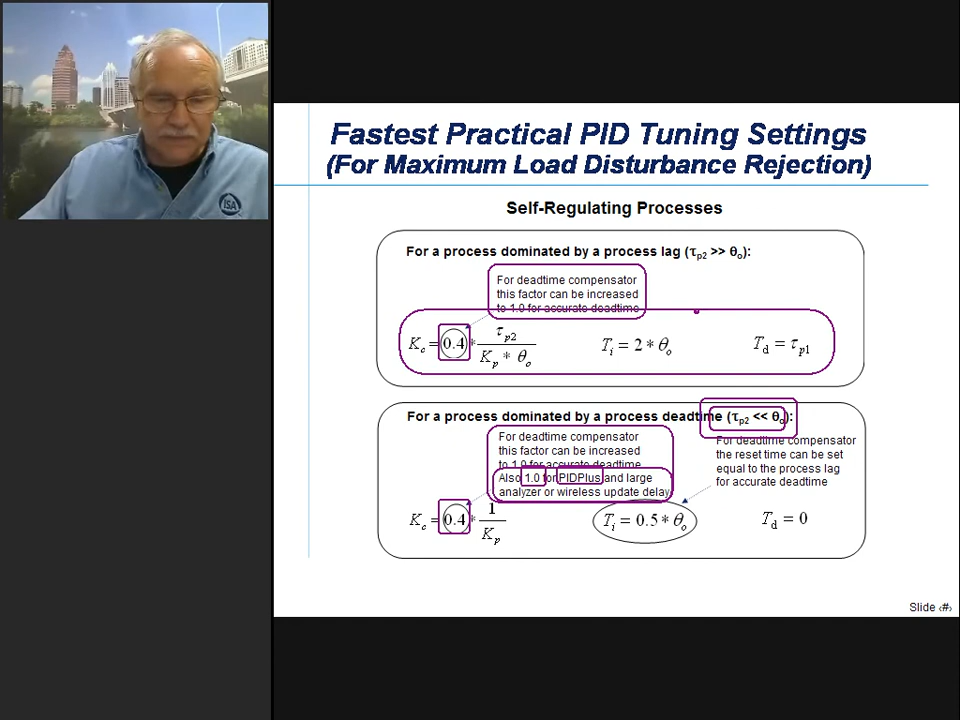 ISA
Fastest Practical PID Tuning Settings
(For Maximum Load Disturbance Rejection)
Self-Regulating Processes
For a process dominated by a process lag (τp2 >> θo):
For deadtime compensator
this factor can be increased
to 1.0 for accurate deadtime
Kc = 0.4 * τp2 / Kp * θo
Ti = 2 * θo
Td = τp1
For a process dominated by a process deadtime (τp2 << θo):
For deadtime compensator
this factor can be increased
to 1.0 for accurate deadtime
Also 1.0 for PIDPlus and large
analyzer or wireless update delay
For deadtime compensator
the reset time can be set
equal to the process lag
for accurate deadtime
Kc = 0.4 * 1 / Kp
Ti = 0.5 * θo
Td = 0
Slide ‹#›